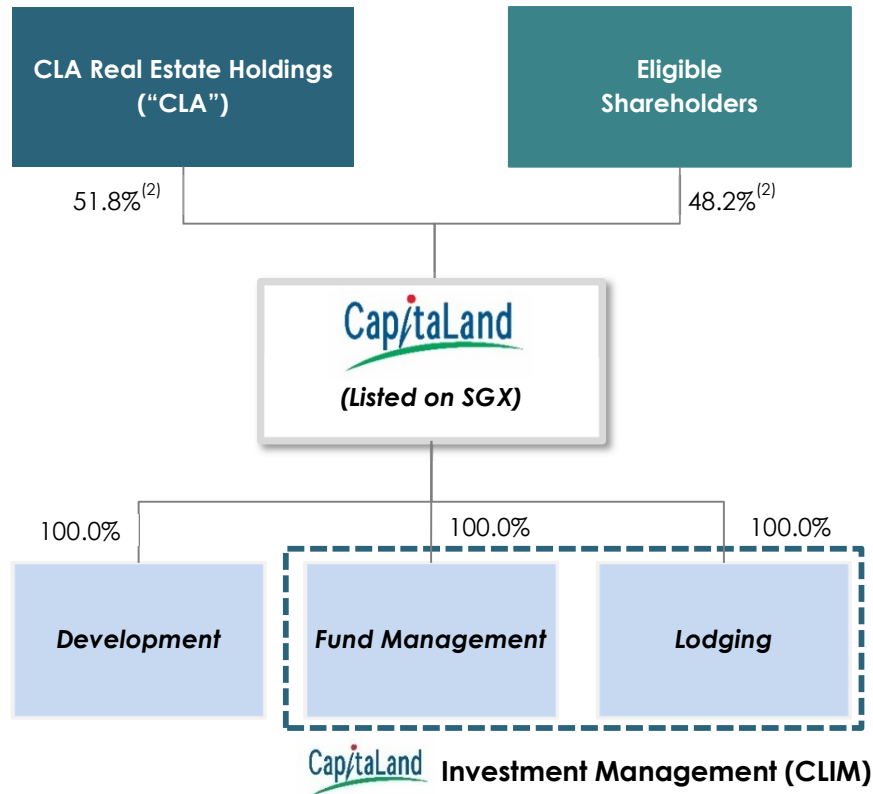 CLA Real Estate Holdings
(“CLA”)
Eligible
Shareholders
51.8%(2)
48.2%(2)
CapitaLand
(Listed on SGX)
100.0%
100.0%
100.0%
Development
Fund Management
Lodging
CapitaLand Investment Management (CLIM)